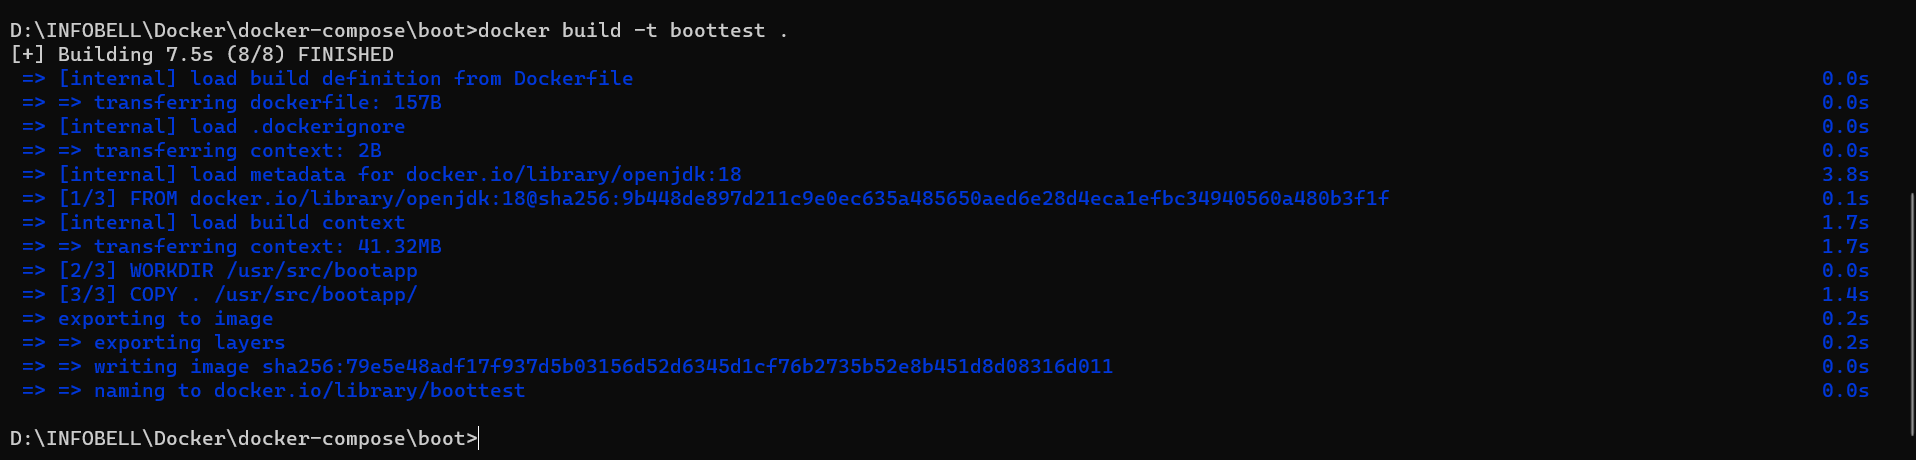 D:\INFOBELL\Docker\docker-compose\boot>docker build -t boottest .
[+] Building 7.5s (8/8) FINISHED
=> [internal] load build definition from Dockerfile 0.0s
=> => transferring dockerfile: 157B 0.0s
=> [internal] load .dockerignore 0.0s
=> => transferring context: 2B 0.0s
=> [internal] load metadata for docker.io/library/openjdk:18 3.8s
=> [1/3] FROM docker.io/library/openjdk:18@sha256:9b448de897d211c9e0ec635a485650aed6e28d4eca1efbc34940560a480b3f1f 0.1s
=> [internal] load build context 1.7s
=> => transferring context: 41.32MB 1.7s
=> [2/3] WORKDIR /usr/src/bootapp 0.0s
=> [3/3] COPY . /usr/src/bootapp/ 1.4s
=> exporting to image 0.2s
=> => exporting layers 0.2s
=> => writing image sha256:79e5e48adf17f937d5b03156d52d6345d1cf76b2735b52e8b451d8d08316d011 0.0s
=> => naming to docker.io/library/boottest 0.0s
D:\INFOBELL\Docker\docker-compose\boot>